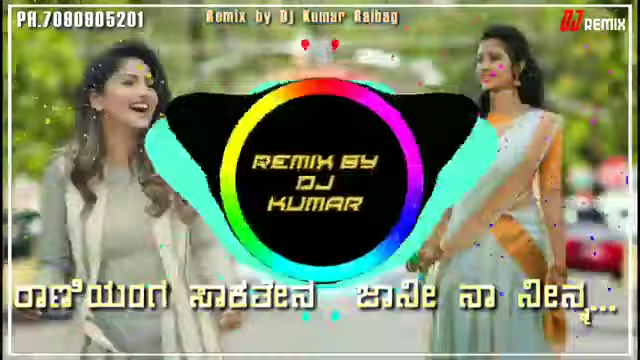 PH.7090905201
Remix by Dj Kumar Raibag
DJ REMIX
REMIX BY
DJ
KUMAR
ರಾಣಿಯಂಗ ಸಾಕತೇನ ಜಾನೀ ನಾ ನೀನ್ನ...